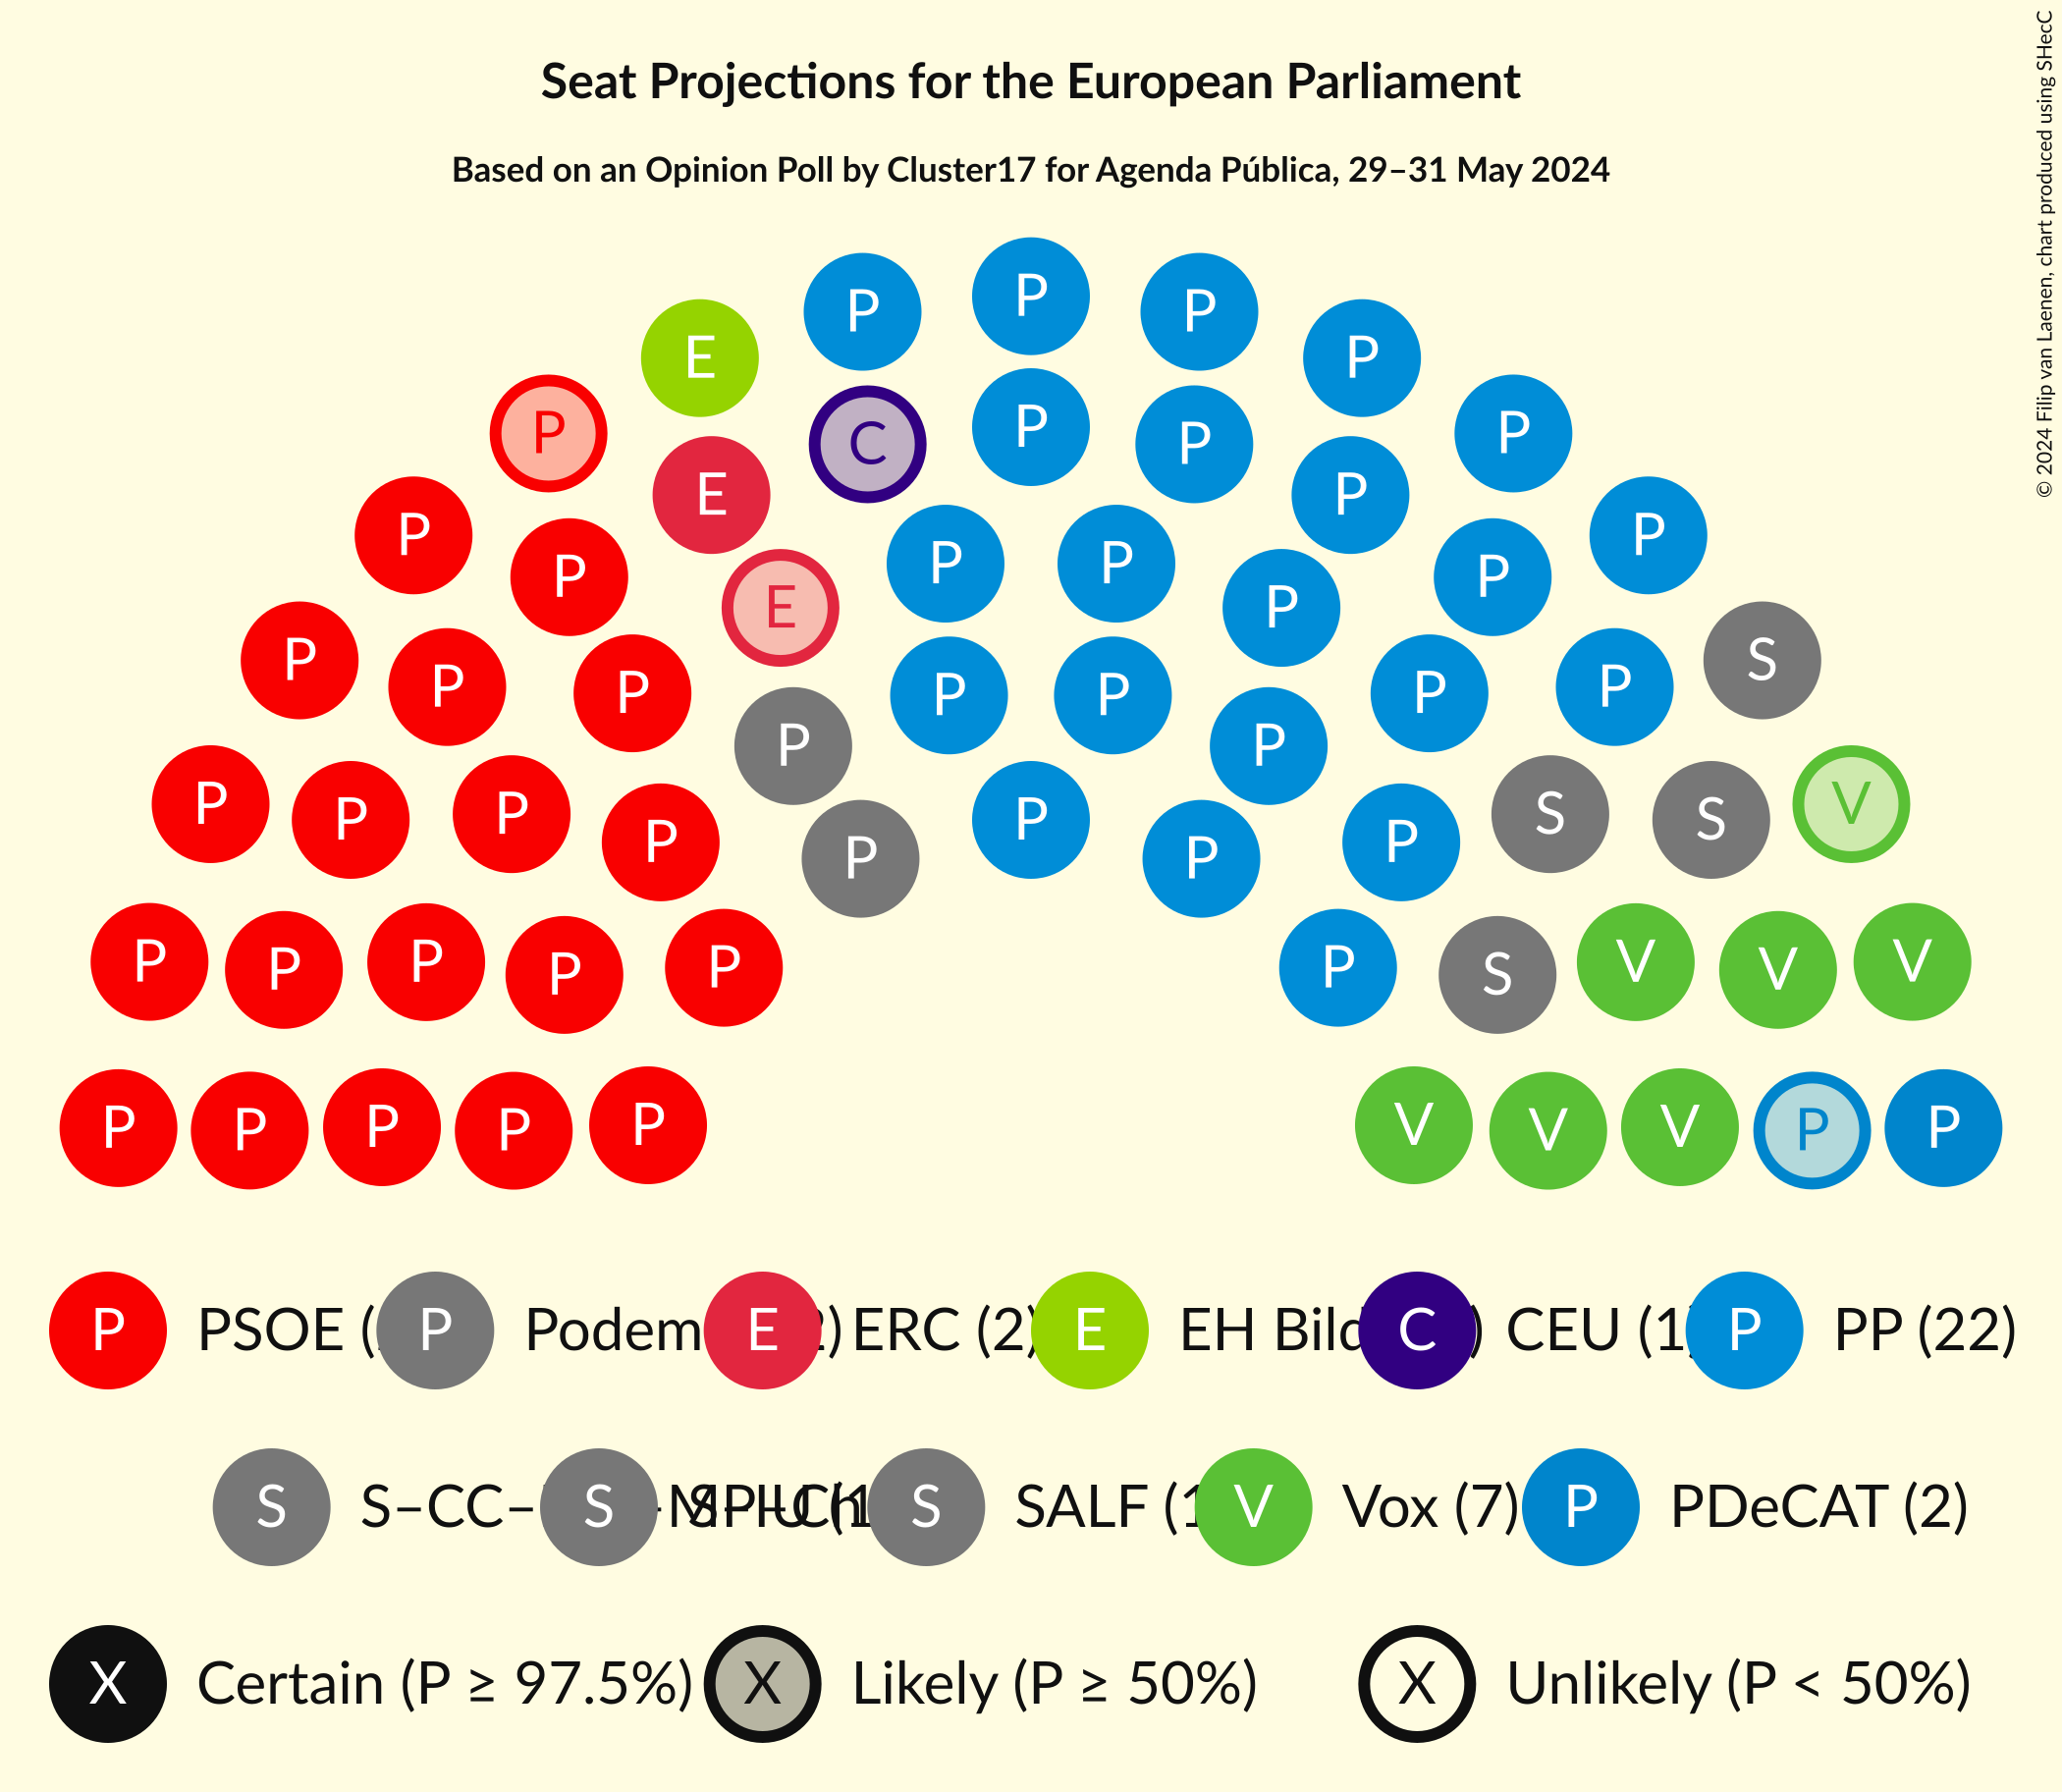 Seat Projections for the European Parliament
Based on an Opinion Poll by Cluster17 for Agenda Pública, 29–31 May 2024
© 2024 Filip van Laenen, chart produced using SHecC
P P P P
E P
P C P P
P E P P
P P E P P P P
P P P P P S
P P P P
P P P P P S S V
P P P
P P P P P P S V V V
P P P P P V V V P P
P PSOE ( P Podem 2) E ERC (2) E EH Bild ) C CEU (1) P PP (22)
S S–CC– S S SALF (1 V Vox (7) P PDeCAT (2)
X Certain (P ≥ 97.5%) X Likely (P ≥ 50%) X Unlikely (P < 50%)